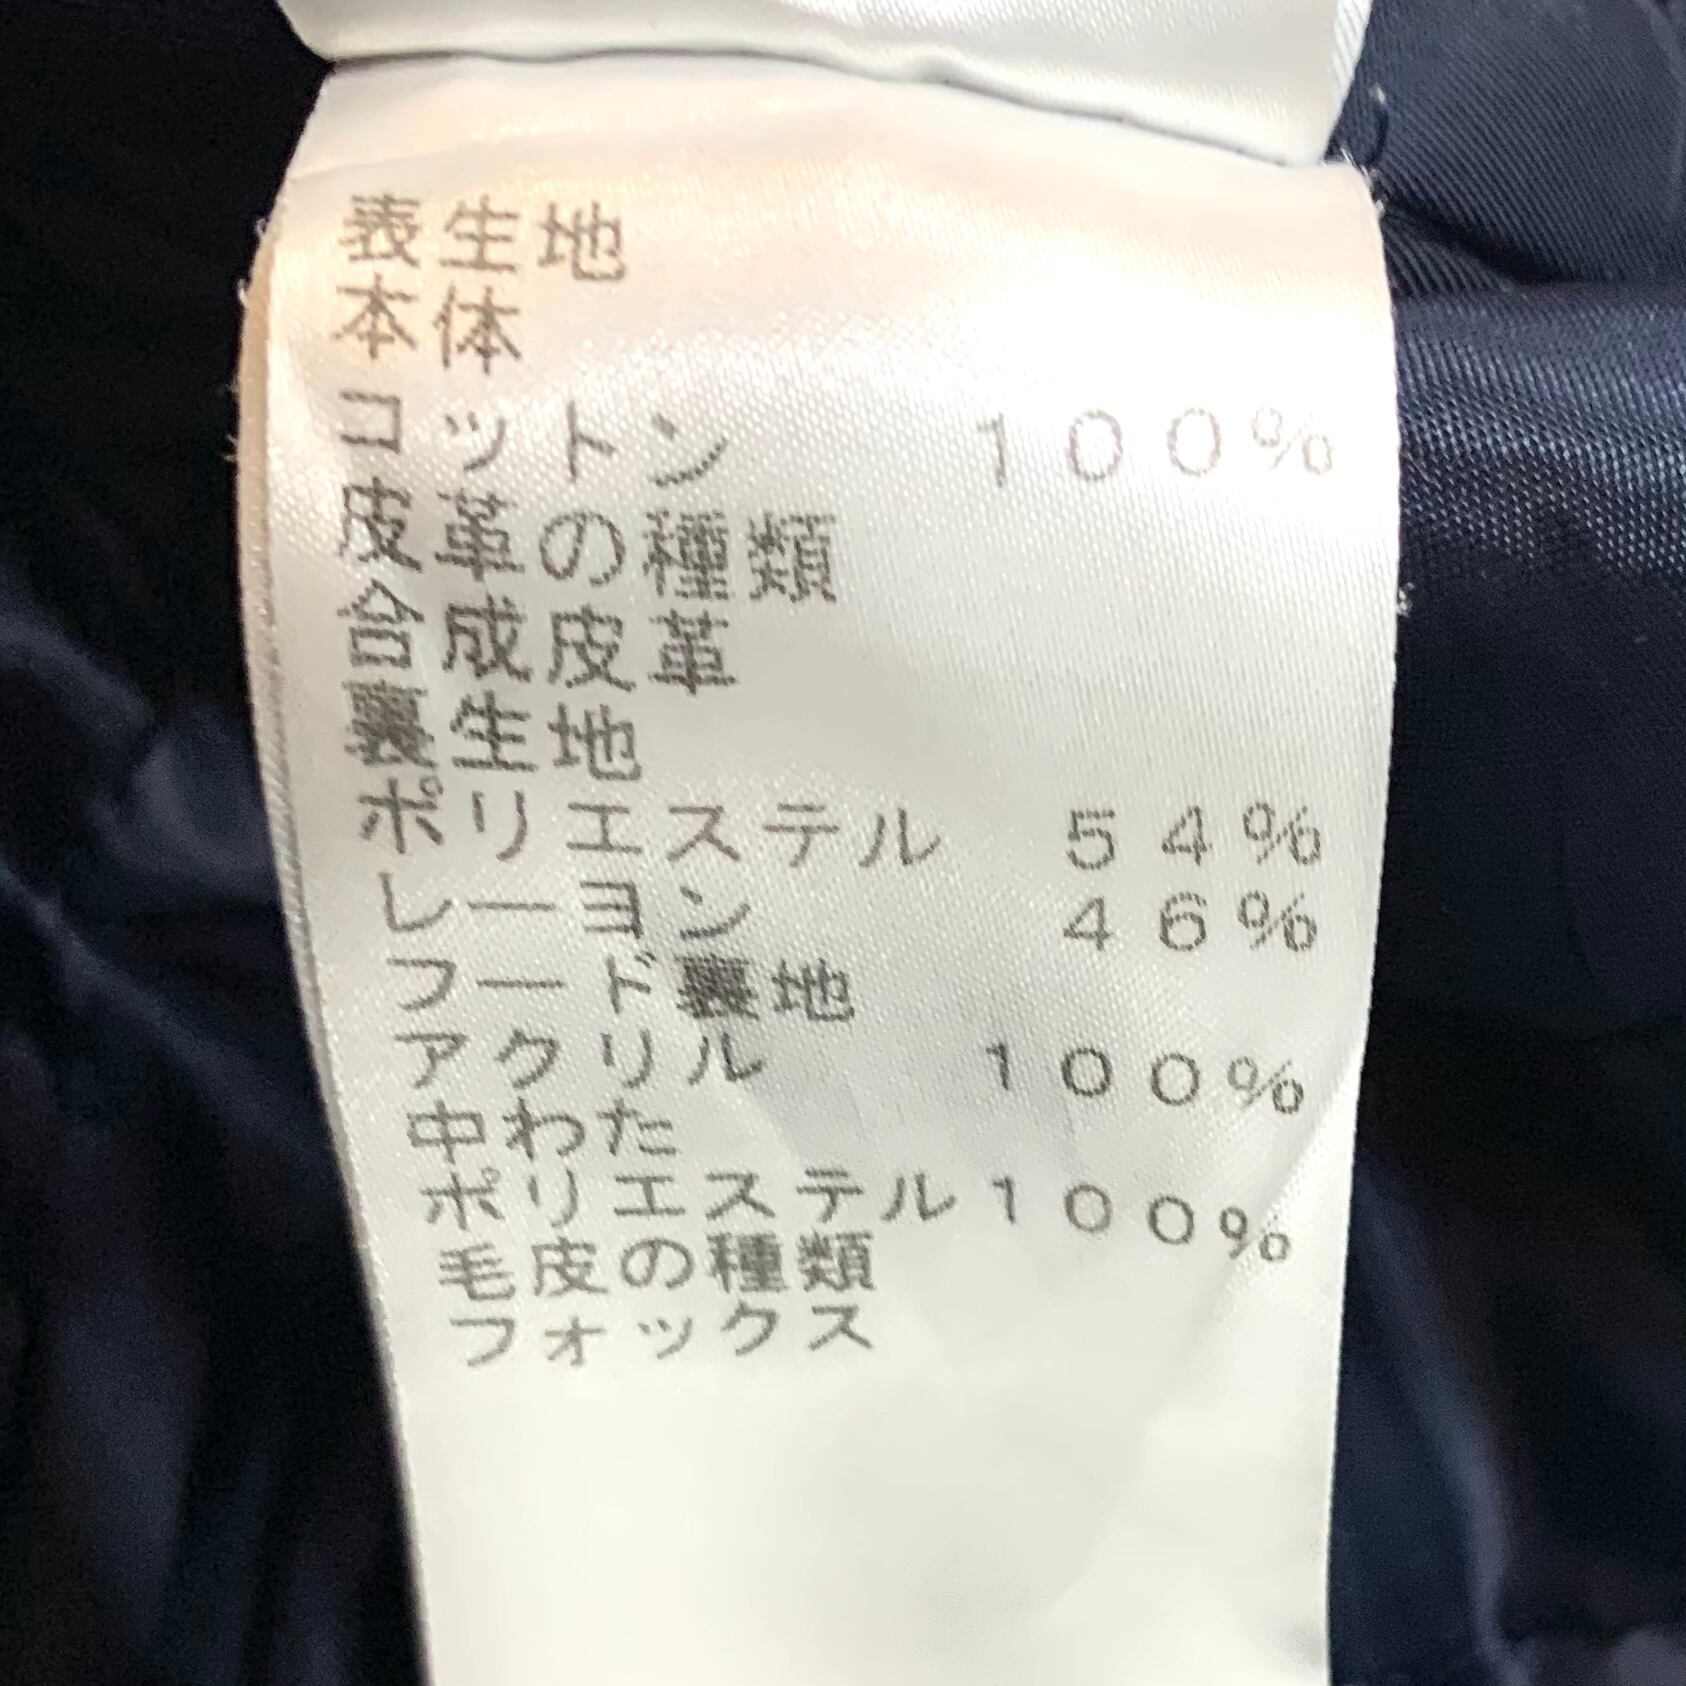 表生地
本体
コットン 100%
皮革の種類
合成皮革
裏生地
ポリエステル 54%
レーヨン 46%
フード裏地
アクリル 100%
中わた
ポリエステル100%
毛皮の種類
フォックス